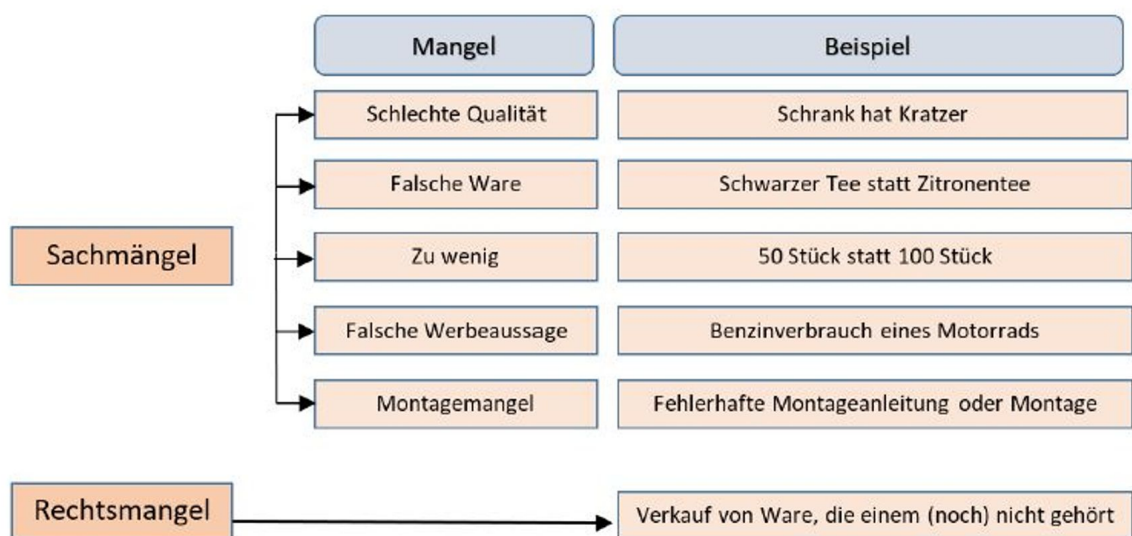 Mangel Beispiel
Schlechte Qualität Schrank hat Kratzer
Falsche Ware Schwarzer Tee statt Zitronentee
Sachmängel Zu wenig 50 Stück statt 100 Stück
Falsche Werbeaussage Benzinverbrauch eines Motorrads
Montagemangel Fehlerhafte Montageanleitung oder Montage
Rechtsmangel Verkauf von Ware, die einem (noch) nicht gehört